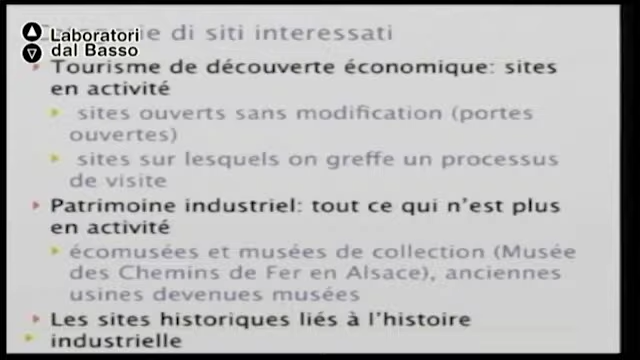 Laboratori
dal Basso
di siti interessati
Tourisme de découverte économique: sites
en activité
sites ouverts sans modification (portes
ouvertes)
sites sur lesquels on greffe un processus
de visite
Patrimoine industriel: tout ce qui n'est plus
en activité
écomusées et musées de collection (Musée
des Chemins de Fer en Alsace), anciennes
usines devenues musées
Les sites historiques liés à l'histoire
industrielle